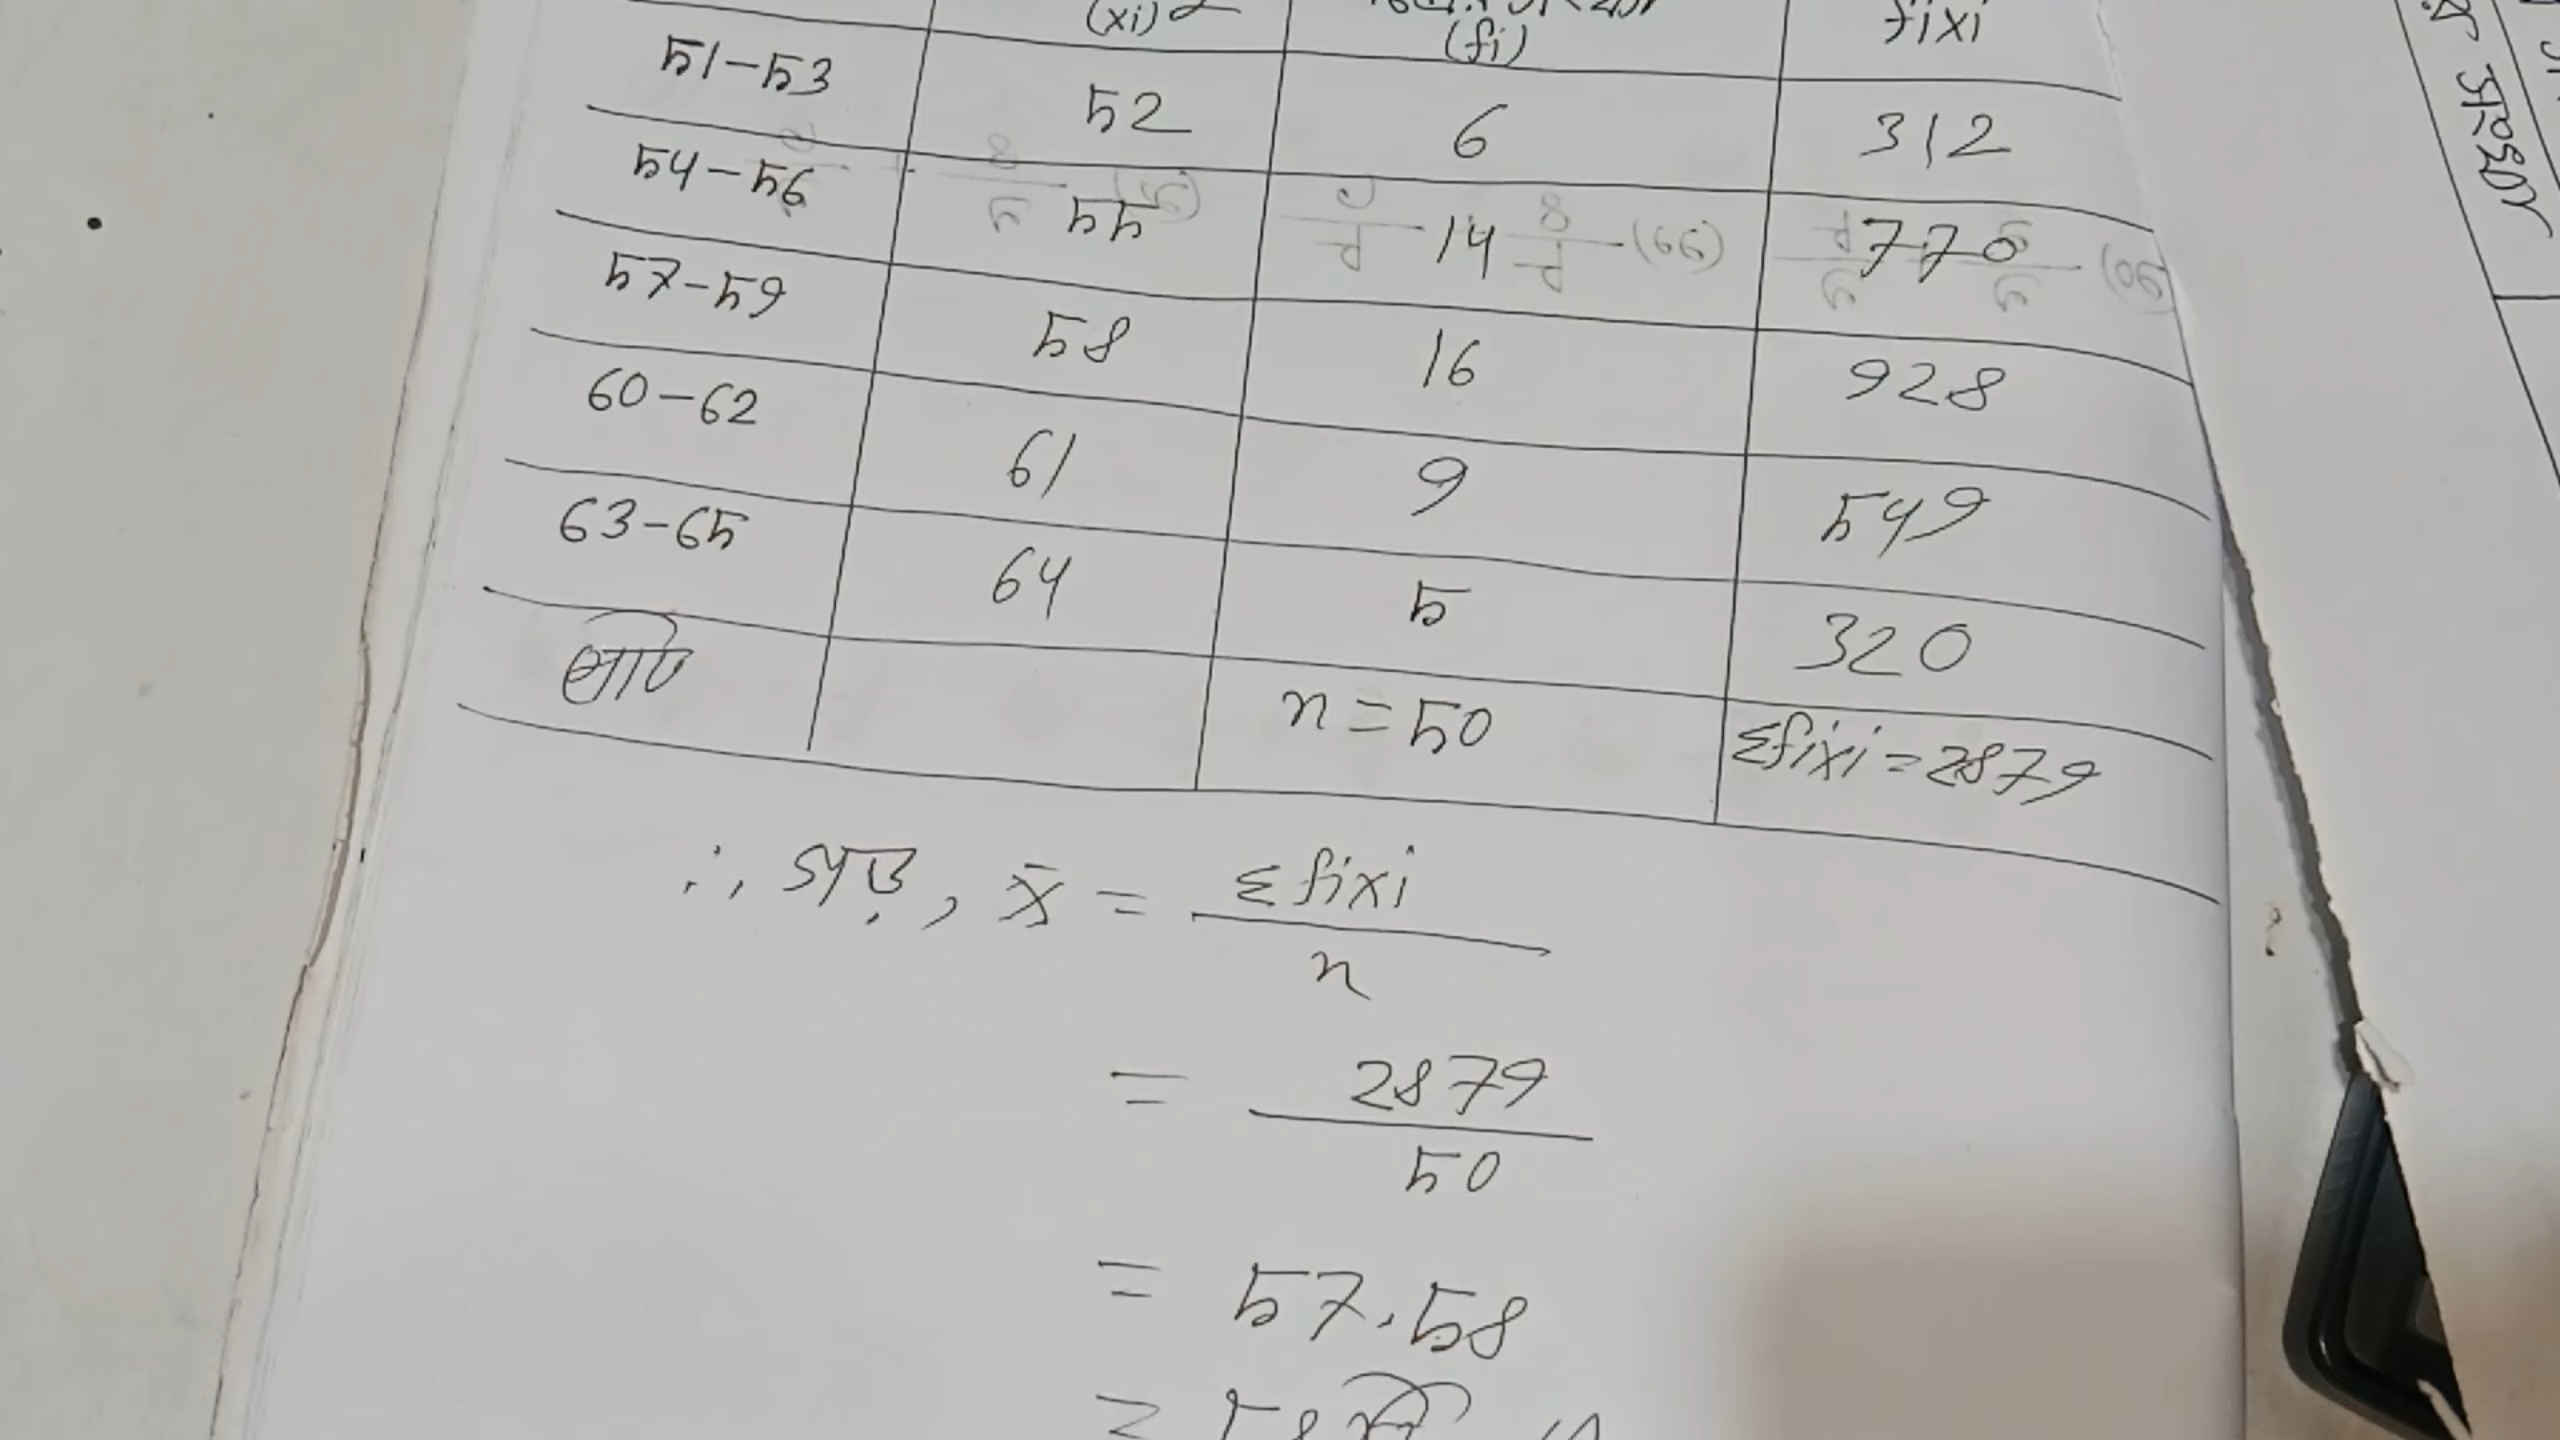 (xi)
(fi)
fixi
51-53 52 6 312
54-56 55 14 770
57-59 58 16 928
60-62 61 9 549
63-65 64 5 320
n=50 Σfixi=2879
∴, গড়, x̄ = Σfixi / n
= 2879 / 50
= 57.58